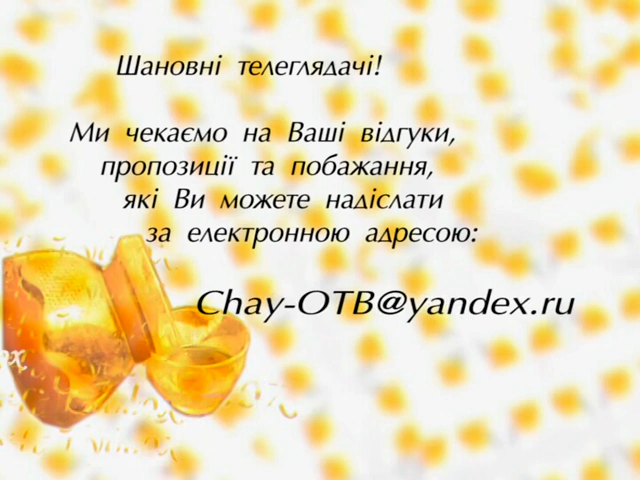 Шановні телеглядачі!
Ми чекаємо на Ваші відгуки,
пропозиції та побажання,
які Ви можете надіслати
за електронною адресою:
Chay-OTB@yandex.ru